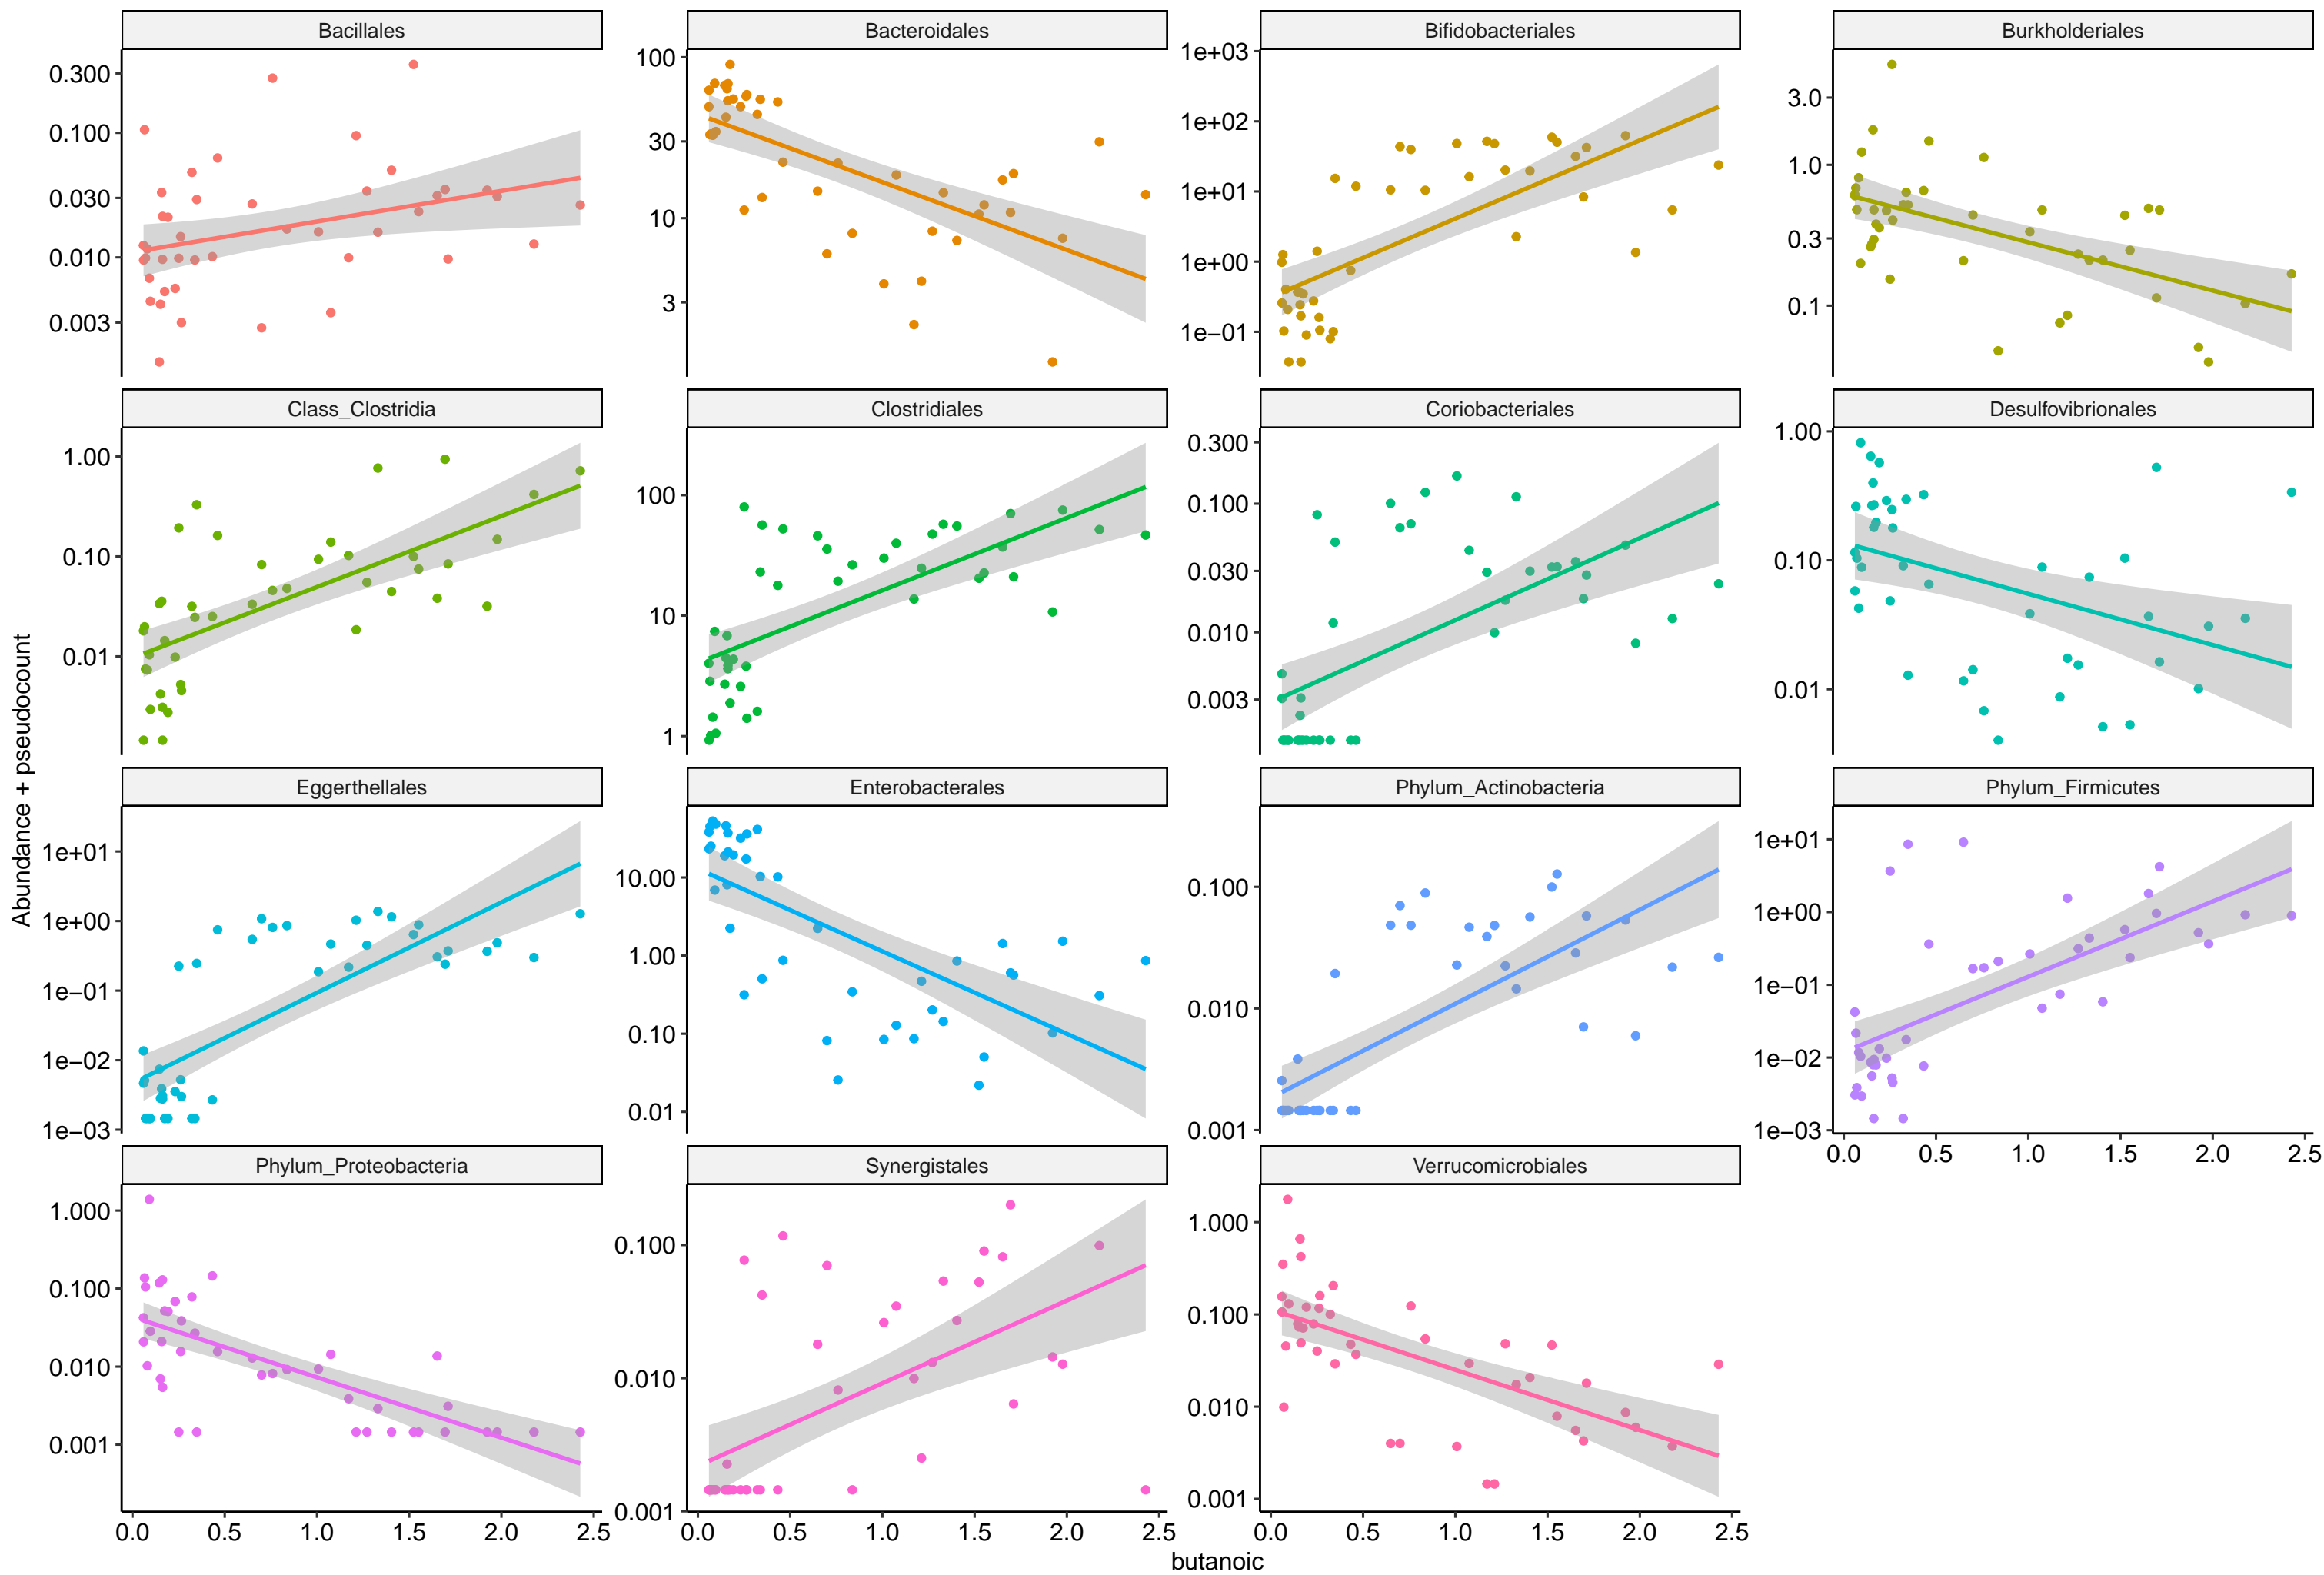 Bacillales
Bacteroidales
Bifidobacteriales
Burkholderiales
0.300
0.100
0.030
0.010
0.003
100
30
10
3
1e+03
1e+02
1e+01
1e+00
1e−01
3.0
1.0
0.3
0.1
Class_Clostridia
Clostridiales
Coriobacteriales
Desulfovibrionales
1.00
0.10
0.01
100
10
1
0.300
0.100
0.030
0.010
0.003
1.00
0.10
0.01
Abundance + pseudocount
Eggerthellales
Enterobacterales
Phylum_Actinobacteria
Phylum_Firmicutes
1e+01
1e+00
1e−01
1e−02
1e−03
10.00
1.00
0.10
0.01
0.100
0.010
0.001
1e+01
1e+00
1e−01
1e−02
1e−03
0.0 0.5 1.0 1.5 2.0 2.5
Phylum_Proteobacteria
Synergistales
Verrucomicrobiales
1.000
0.100
0.010
0.001
0.100
0.010
0.001
1.000
0.100
0.010
0.001
0.0 0.5 1.0 1.5 2.0 2.5
0.0 0.5 1.0 1.5 2.0 2.5
0.0 0.5 1.0 1.5 2.0 2.5
butanoic